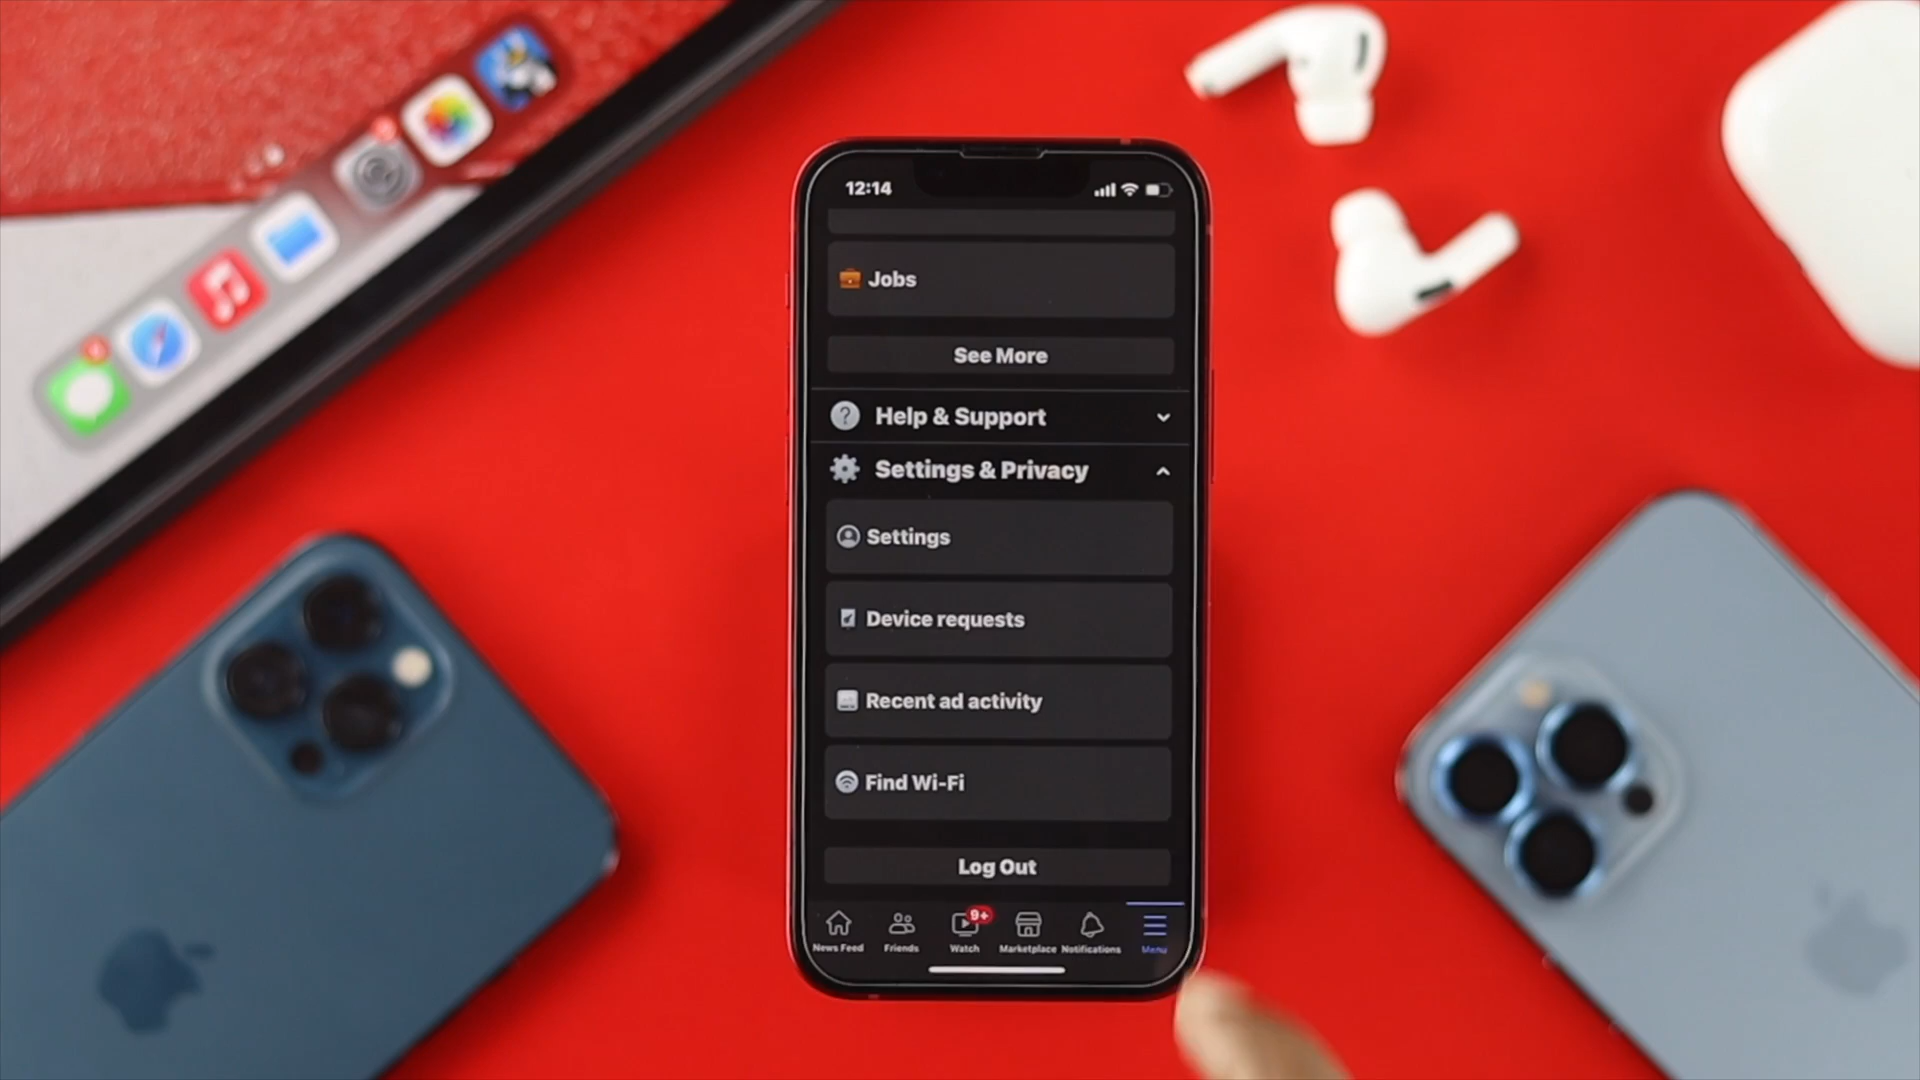 12:14
Jobs
See More
Help & Support
Settings & Privacy
Settings
Device requests
Recent ad activity
Find Wi-Fi
Log Out
9+
News Feed
Friends
Watch
Marketplace
Notifications
Menu